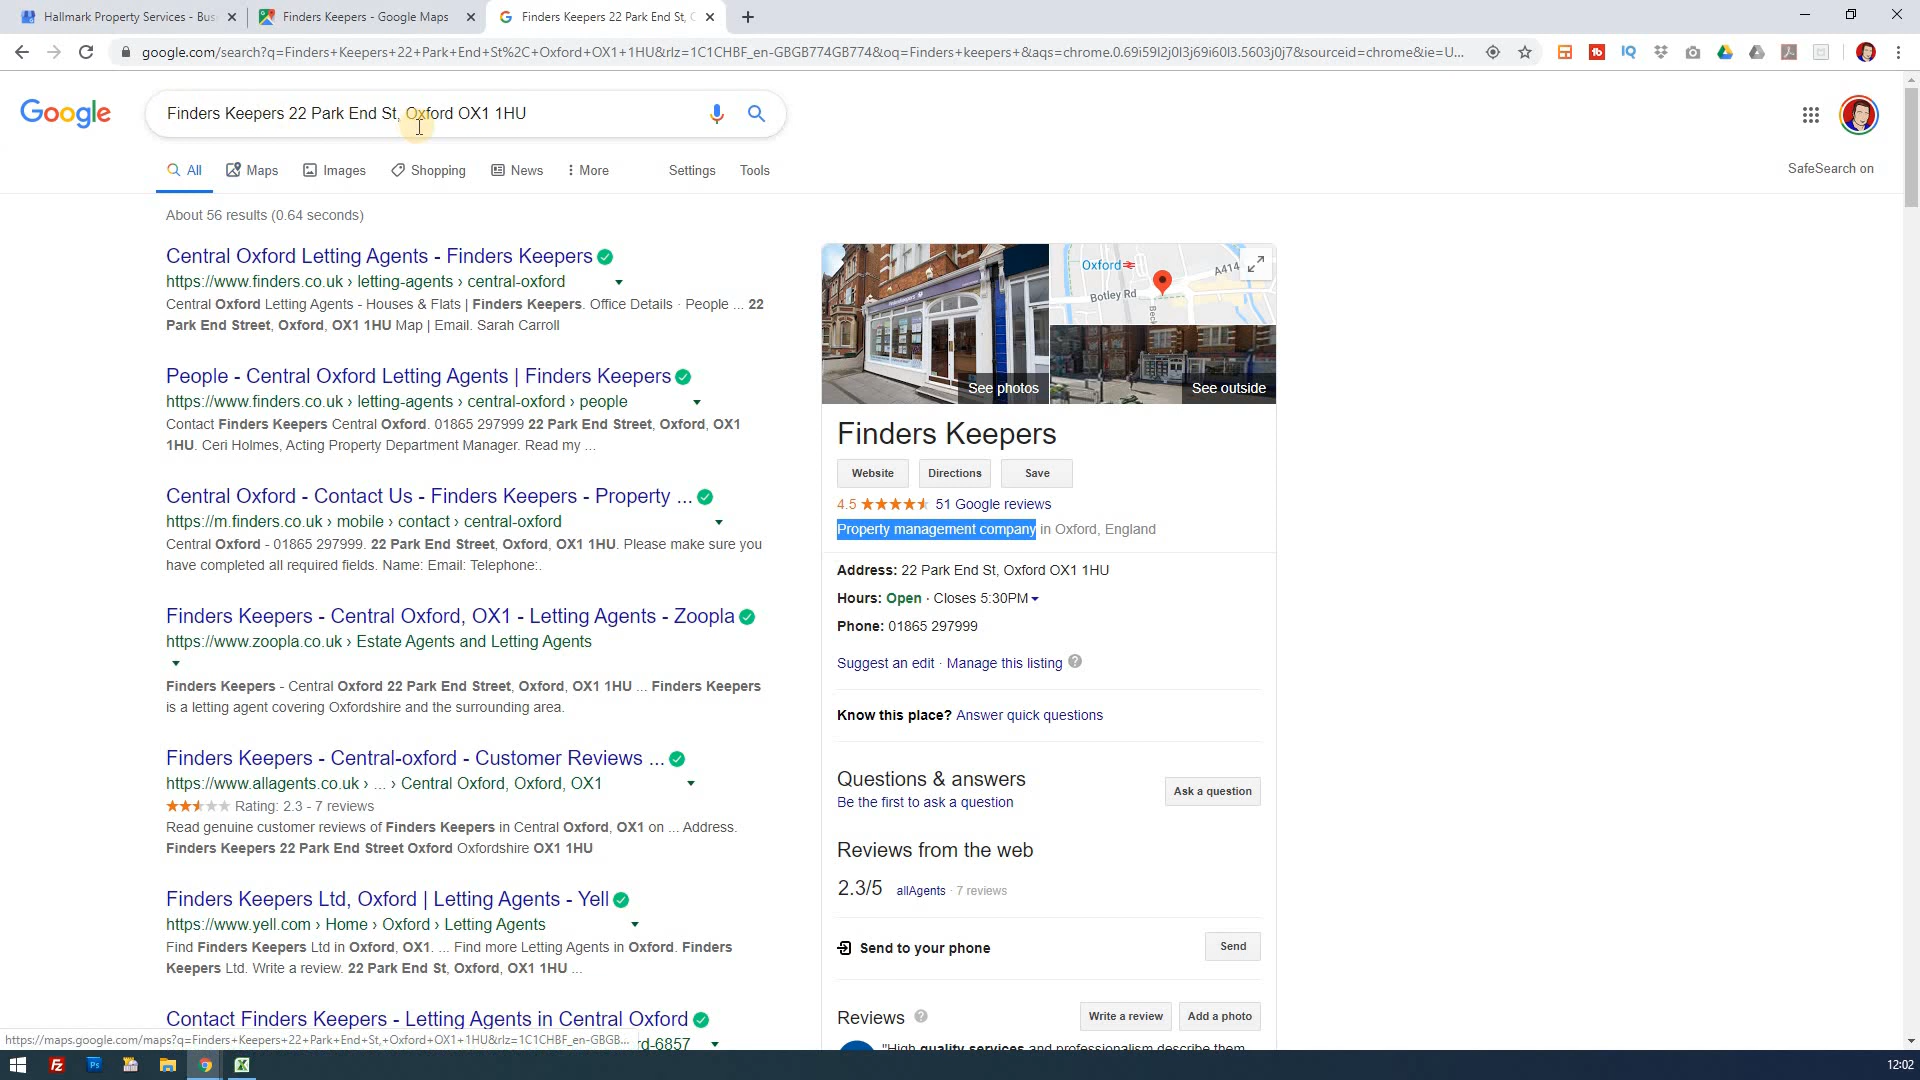 Hallmark Property Services - Bus
Finders Keepers - Google Maps
Finders Keepers 22 Park End St, O
google.com/search?q=Finders+Keepers+22+Park+End+St%2C+Oxford+OX1+1HU&rlz=1C1CHBF_en-GBGB774GB774&oq=Finders+keepers+&aqs=chrome.0.69i59l2j0l3j69i60l3.5603j0j7&sourceid=chrome&ie=U...
Google
Finders Keepers 22 Park End St, Oxford OX1 1HU
All Maps Images Shopping News More Settings Tools
SafeSearch on
About 56 results (0.64 seconds)
Central Oxford Letting Agents - Finders Keepers
https://www.finders.co.uk › letting-agents › central-oxford
Central Oxford Letting Agents - Houses & Flats | Finders Keepers. Office Details · People ... 22
Park End Street, Oxford, OX1 1HU Map | Email. Sarah Carroll
People - Central Oxford Letting Agents | Finders Keepers
https://www.finders.co.uk › letting-agents › central-oxford › people
Contact Finders Keepers Central Oxford. 01865 297999 22 Park End Street, Oxford, OX1
1HU. Ceri Holmes, Acting Property Department Manager. Read my ...
Central Oxford - Contact Us - Finders Keepers - Property ...
https://m.finders.co.uk › mobile › contact › central-oxford
Central Oxford - 01865 297999. 22 Park End Street, Oxford, OX1 1HU. Please make sure you
have completed all required fields. Name: Email: Telephone:.
Finders Keepers - Central Oxford, OX1 - Letting Agents - Zoopla
https://www.zoopla.co.uk › Estate Agents and Letting Agents
Finders Keepers - Central Oxford 22 Park End Street, Oxford, OX1 1HU ... Finders Keepers
is a letting agent covering Oxfordshire and the surrounding area.
Finders Keepers - Central-oxford - Customer Reviews ...
https://www.allagents.co.uk › ... › Central Oxford, Oxford, OX1
Rating: 2.3 - 7 reviews
Read genuine customer reviews of Finders Keepers in Central Oxford, OX1 on ... Address.
Finders Keepers 22 Park End Street Oxford Oxfordshire OX1 1HU
Finders Keepers Ltd, Oxford | Letting Agents - Yell
https://www.yell.com › Home › Oxford › Letting Agents
Find Finders Keepers Ltd in Oxford, OX1. ... Find more Letting Agents in Oxford. Finders
Keepers Ltd. Write a review. 22 Park End St, Oxford, OX1 1HU ...
Contact Finders Keepers - Letting Agents in Central Oxford
rd-6857
https://maps.google.com/maps?q=Finders+Keepers+22+Park+End+St,+Oxford+OX1+1HU&rlz=1C1CHBF_en-GBGB...
Oxford
A414
Botley Rd
Beck
See photos
See outside
Finders Keepers
Website Directions Save
4.5 51 Google reviews
Property management company in Oxford, England
Address: 22 Park End St, Oxford OX1 1HU
Hours: Open · Closes 5:30PM
Phone: 01865 297999
Suggest an edit · Manage this listing ?
Know this place? Answer quick questions
Questions & answers
Be the first to ask a question
Ask a question
Reviews from the web
2.3/5 allAgents · 7 reviews
Send to your phone
Send
Reviews ?
Write a review Add a photo
"High quality services and professionalism describe them
12:02